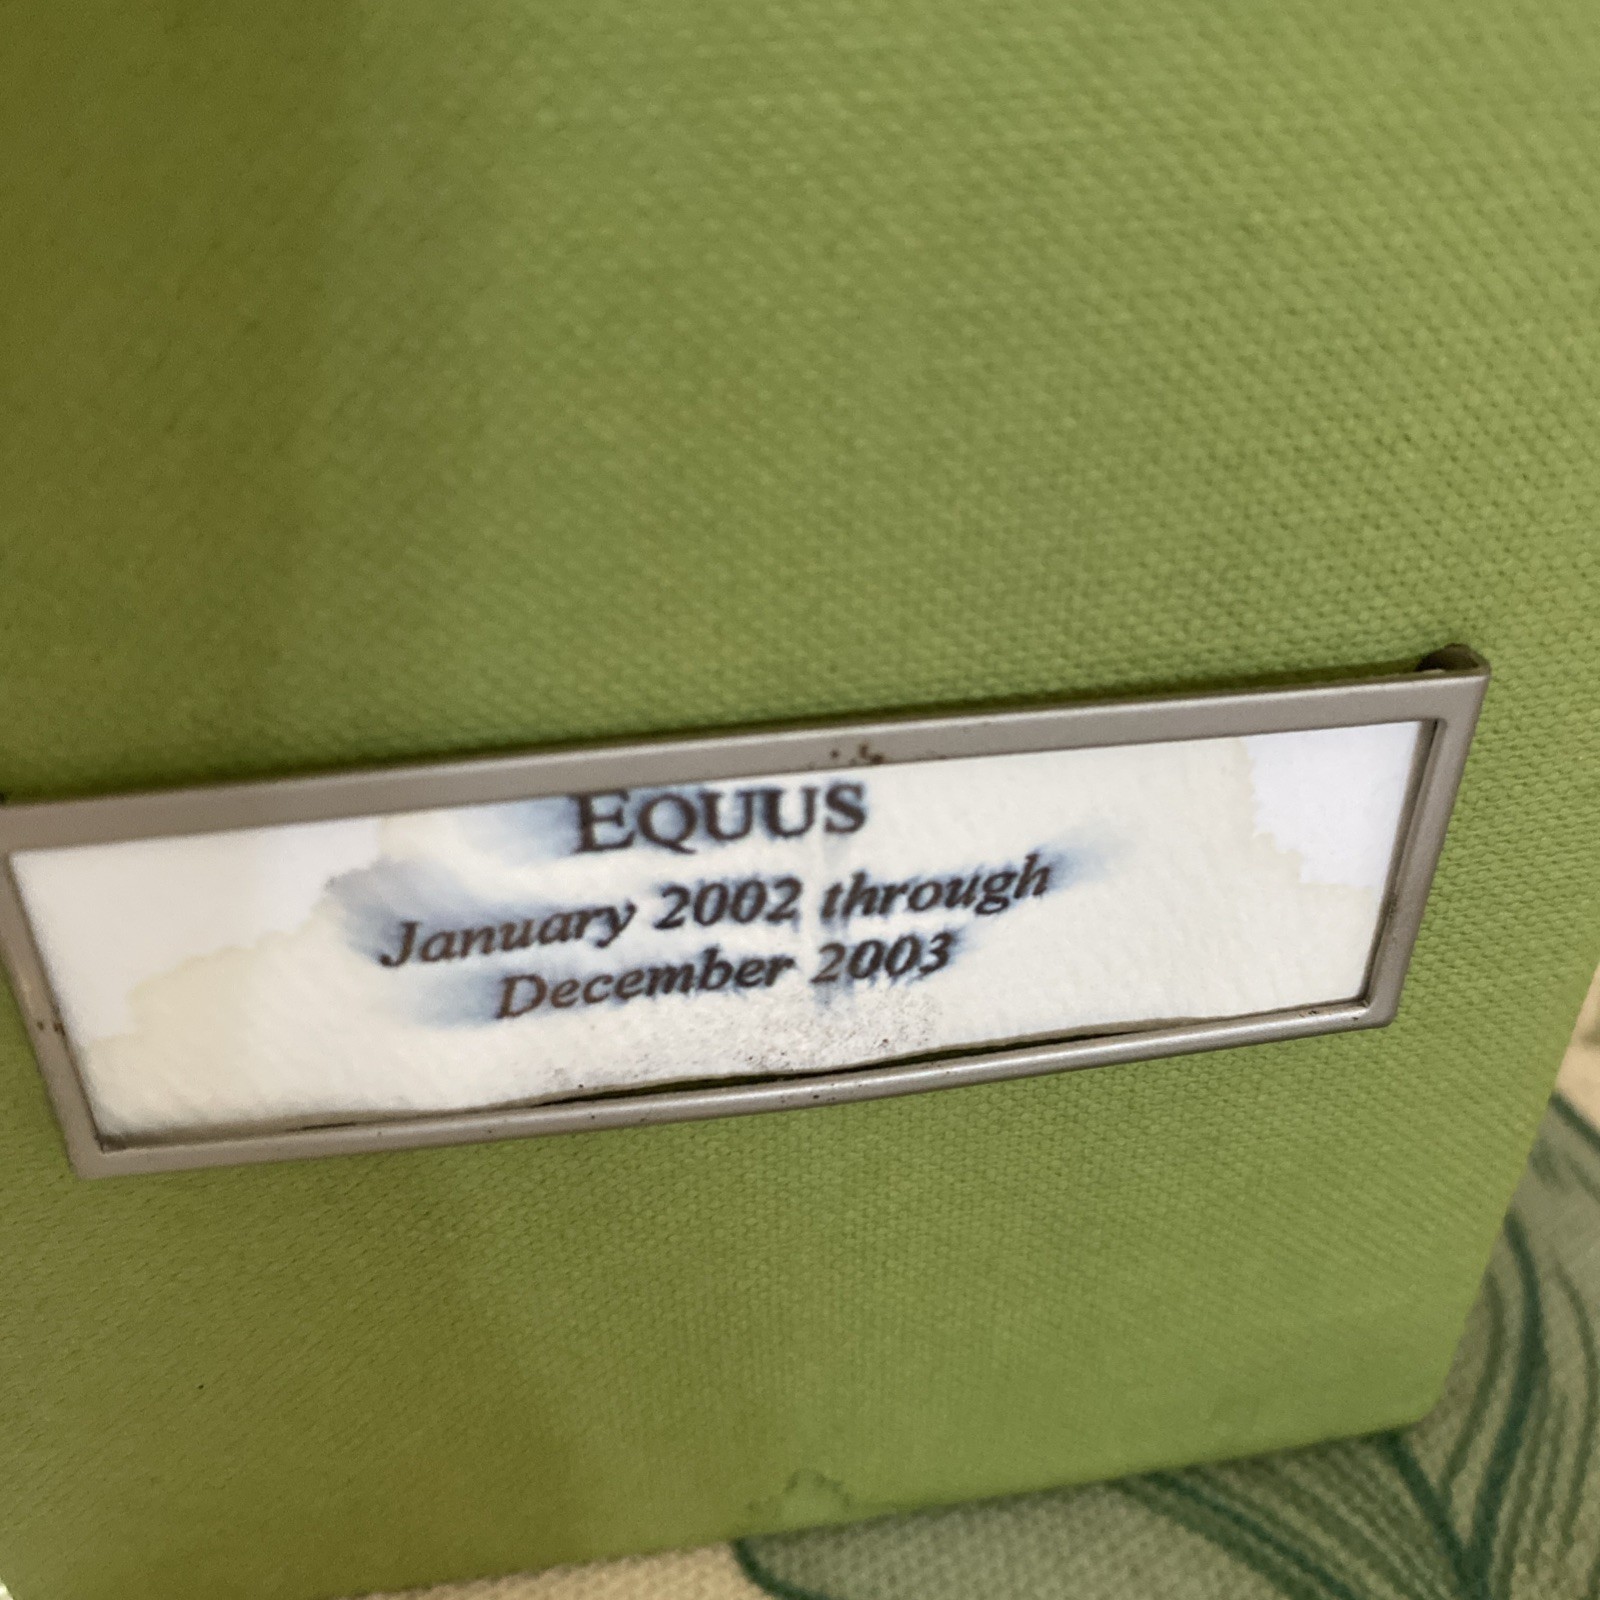 EQUUS
January 2002 through
December 2003